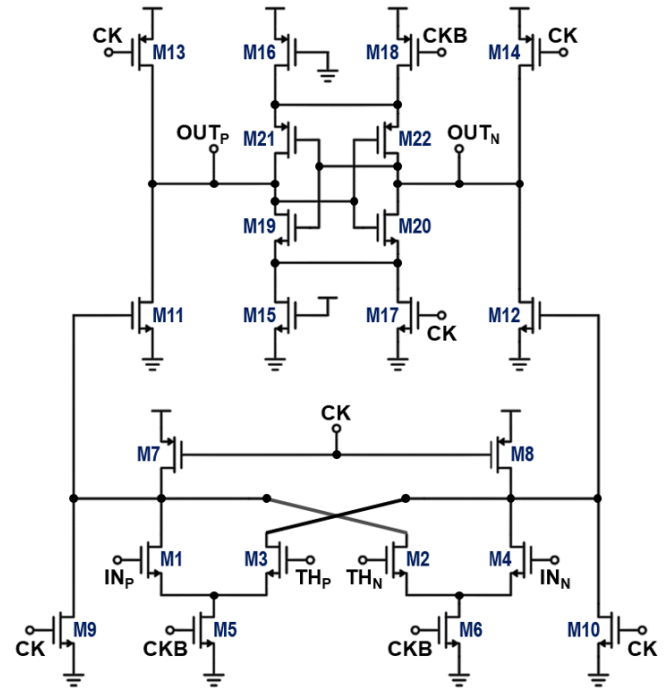 CK M13 M16 M18 CKB M14 CK
OUTP M21 M22 OUTN
M19 M20
M11 M15 M17 CK M12
CK
M7 M8
M1 M3 M2 M4
INP THP THN INN
M9 M5 M6 M10
CK CKB CKB CK